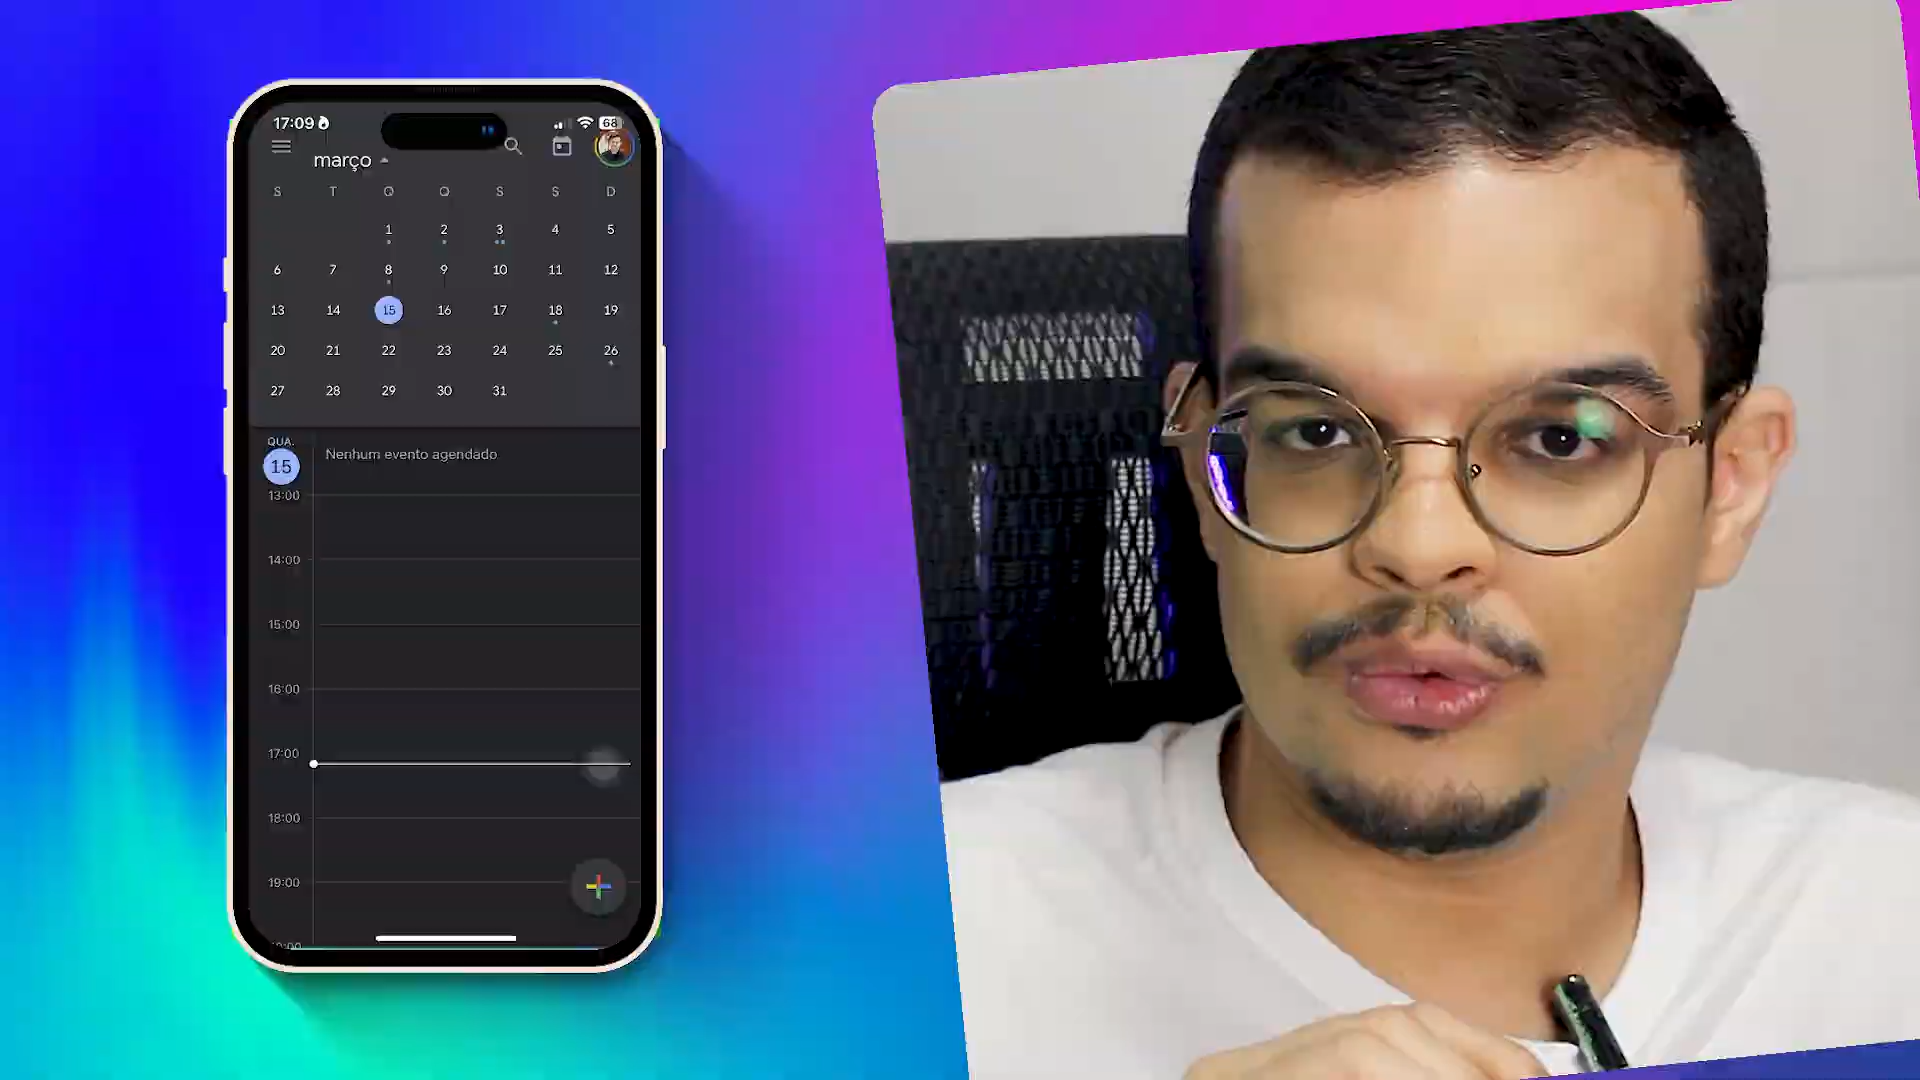 17:09
68
março
S T Q Q S S D
1 2 3 4 5
6 7 8 9 10 11 12
13 14 15 16 17 18 19
20 21 22 23 24 25 26
27 28 29 30 31
QUA.
15
Nenhum evento agendado
13:00
14:00
15:00
16:00
17:00
18:00
19:00